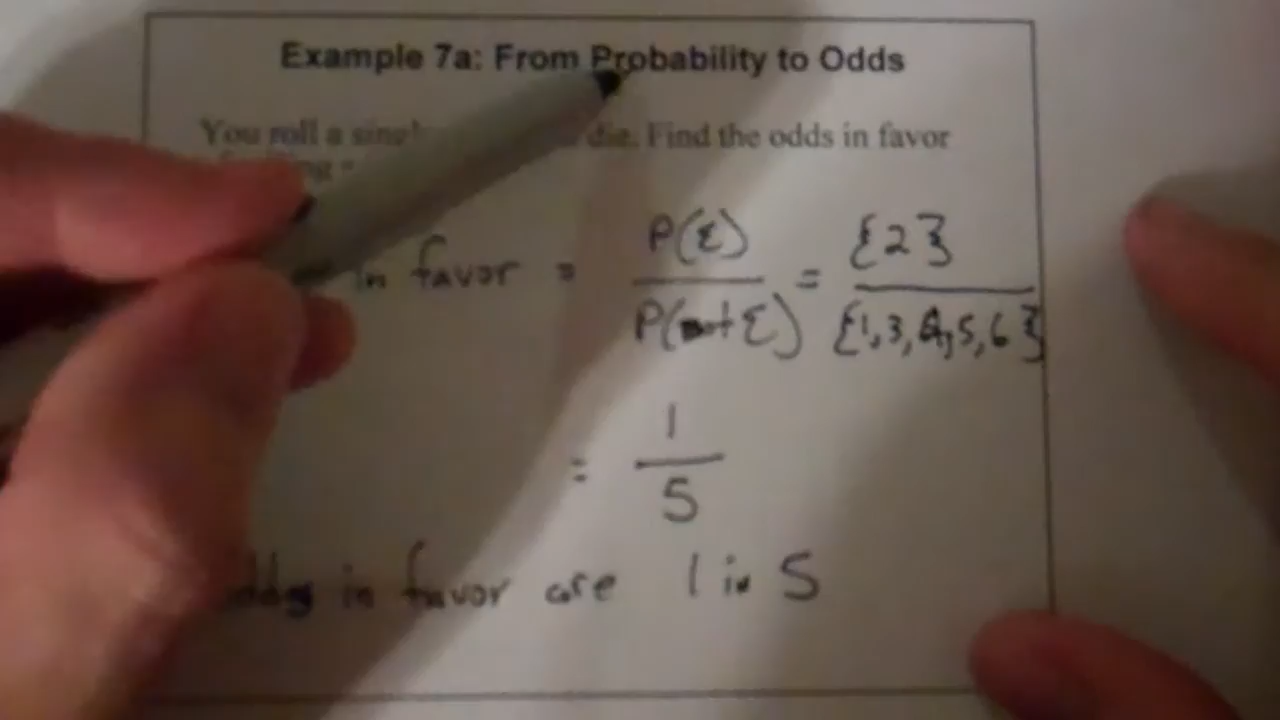 Example 7a: From Probability to Odds
You roll a die. Find the odds in favor
in favor = P(E) / P(not E) = {2} / {1,3,4,5,6}
= 1 / 5
odds in favor are 1 in 5